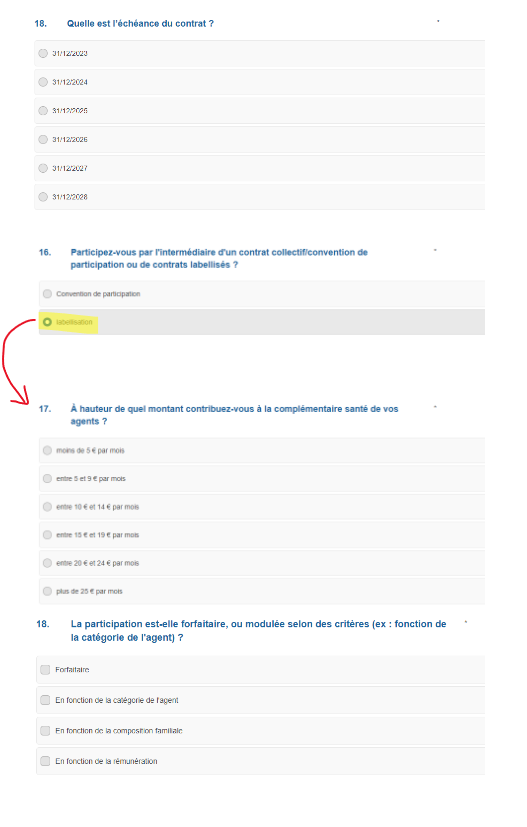 18. Quelle est l'échéance du contrat ? *
31/12/2023
31/12/2024
31/12/2025
31/12/2026
31/12/2027
31/12/2028
16. Participez-vous par l'intermédiaire d'un contrat collectif/convention de
participation ou de contrats labellisés ?
Convention de participation
labellisation
17. À hauteur de quel montant contribuez-vous à la complémentaire santé de vos
agents ?
moins de 5 € par mois
entre 5 et 9 € par mois
entre 10 € et 14 € par mois
entre 15 € et 19 € par mois
entre 20 € et 24 € par mois
plus de 25 € par mois
18. La participation est-elle forfaitaire, ou modulée selon des critères (ex : fonction de *
la catégorie de l'agent) ?
Forfaitaire
En fonction de la catégorie de l'agent
En fonction de la composition familiale
En fonction de la rémunération